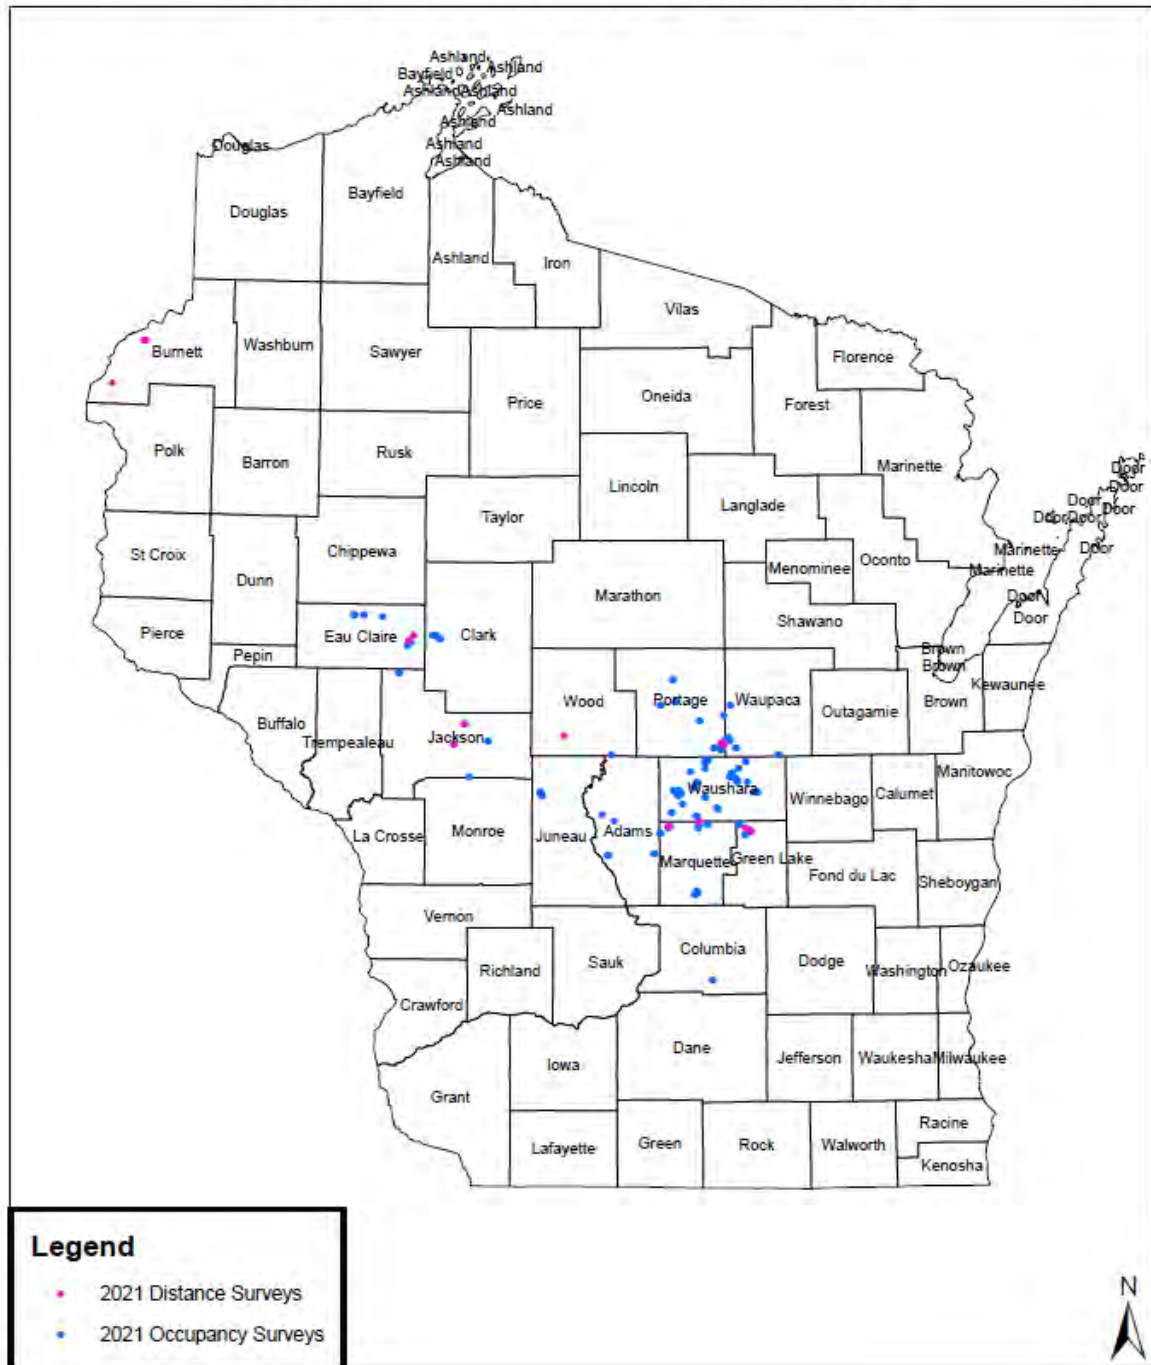 Ashland
Ashland
Bayfield
Ashland Ashland
Ashland
Ashland
Douglas
Ashland
Ashland
Bayfield
Douglas
Ashland
Iron
Vilas
Washburn
Burnett
Sawyer
Florence
Oneida
Price
Forest
Polk
Rusk
Barron
Marinette
Door
Lincoln
Door
Langlade
Door
Door
Taylor
Door Door
Chippewa
Marinette
Door
St Croix
Oconto
Menominee
Marinette
Dunn
Marathon
Door
Door
Shawano
Pierce
Eau Claire
Clark
Brown
Pepin
Brown
Kewaunee
Wood
Portage
Waupaca
Brown
Outagamie
Buffalo
Jackson
Trempealeau
Manitowoc
Waushara
Calumet
Winnebago
Monroe
Adams
La Crosse
Juneau
Marquette
Green Lake
Fond du Lac
Sheboygan
Vernon
Columbia
Dodge
Sauk
Ozaukee
Richland
Washington
Crawford
Dane
Jefferson
Waukesha
Milwaukee
Iowa
Grant
Racine
Lafayette
Green
Rock
Walworth
Kenosha
Legend
2021 Distance Surveys
2021 Occupancy Surveys
N